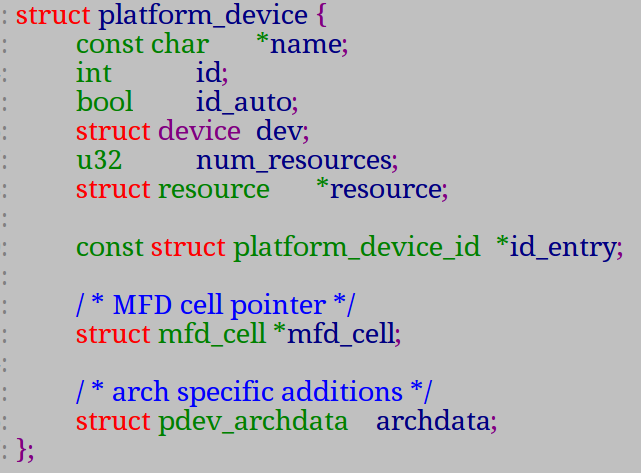 : struct platform_device {
: const char *name;
: int id;
: bool id_auto;
: struct device dev;
: u32 num_resources;
: struct resource *resource;
:
: const struct platform_device_id *id_entry;
:
: / * MFD cell pointer */
: struct mfd_cell *mfd_cell;
:
: / * arch specific additions */
: struct pdev_archdata archdata;
: };